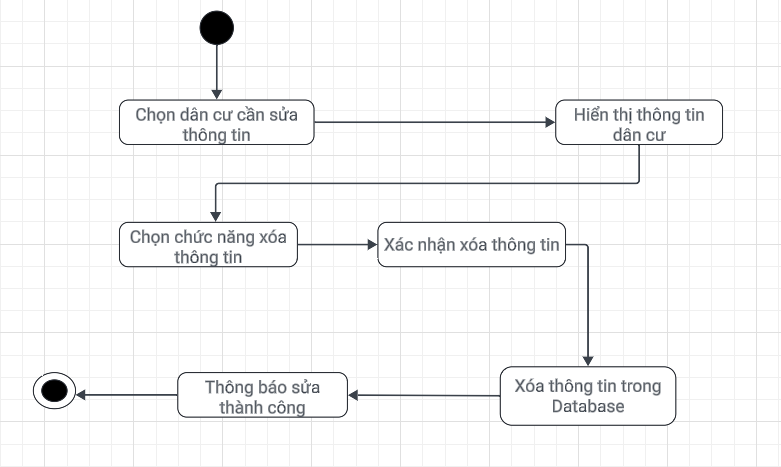 Chọn dân cư cần sửa
thông tin
Hiển thị thông tin
dân cư
Chọn chức năng xóa
thông tin
Xác nhận xóa thông tin
Xóa thông tin trong
Database
Thông báo sửa
thành công